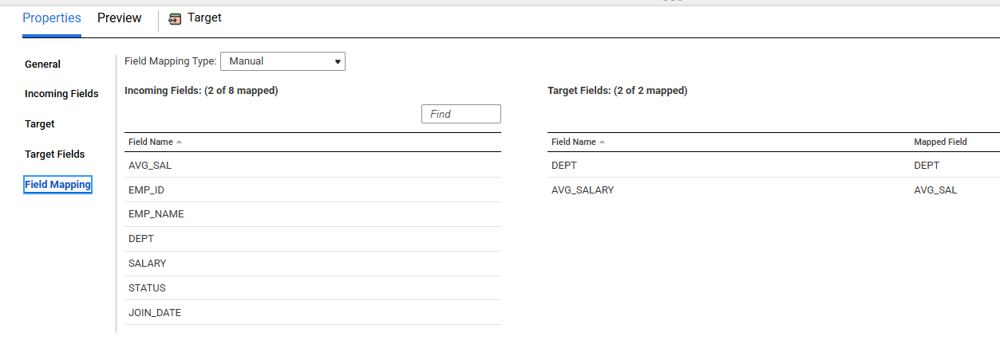 Properties Preview Target
General
Incoming Fields
Target
Target Fields
Field Mapping
Field Mapping Type: Manual
Incoming Fields: (2 of 8 mapped)
Find
Field Name
AVG_SAL
EMP_ID
EMP_NAME
DEPT
SALARY
STATUS
JOIN_DATE
Target Fields: (2 of 2 mapped)
Field Name Mapped Field
DEPT DEPT
AVG_SALARY AVG_SAL